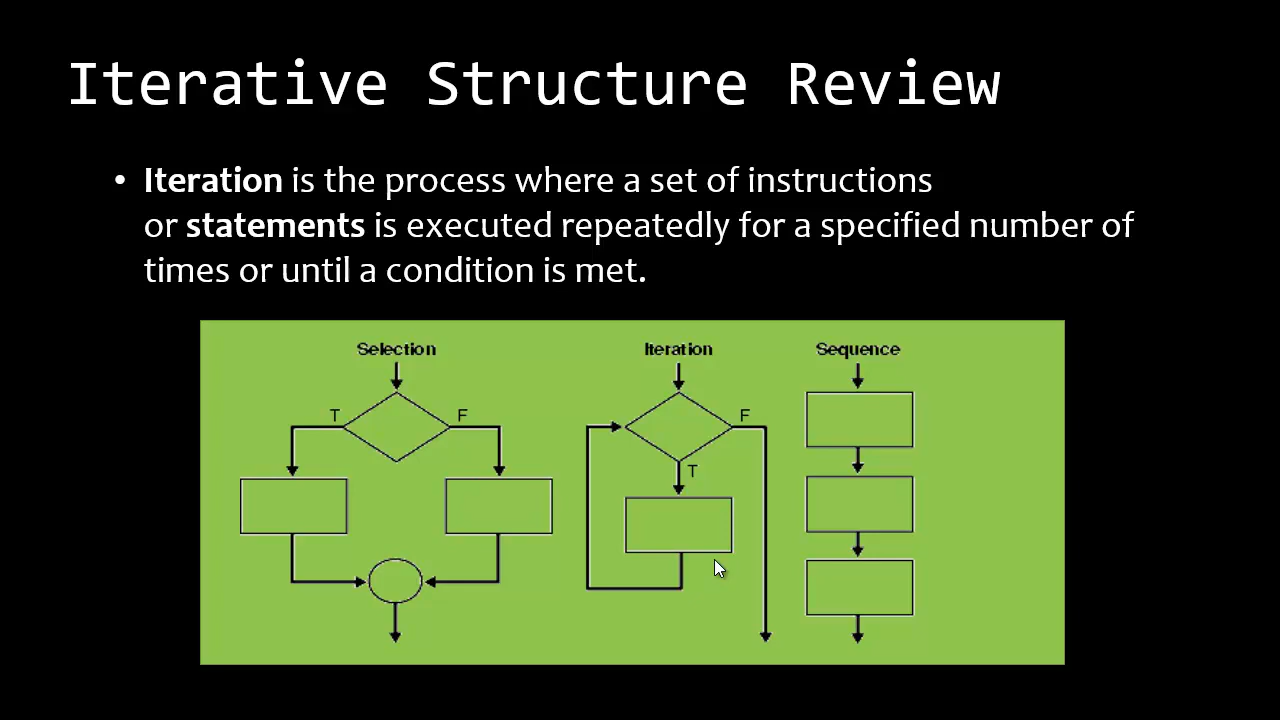 Iterative Structure Review
• Iteration is the process where a set of instructions
or statements is executed repeatedly for a specified number of
times or until a condition is met.
Selection
T
F
Iteration
F
T
Sequence